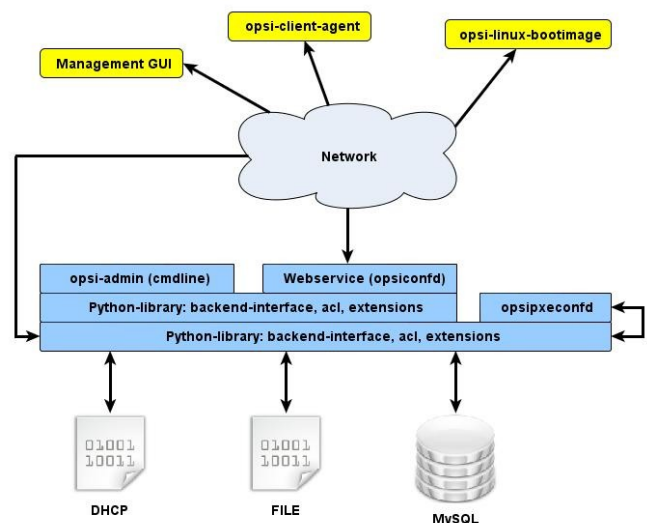 opsi-client-agent
opsi-linux-bootimage
Management GUI
Network
opsi-admin (cmdline)
Webservice (opsiconfd)
Python-library: backend-interface, acl, extensions
opsipxeconfd
Python-library: backend-interface, acl, extensions
01001
10011
01001
10011
DHCP
FILE
MySQL